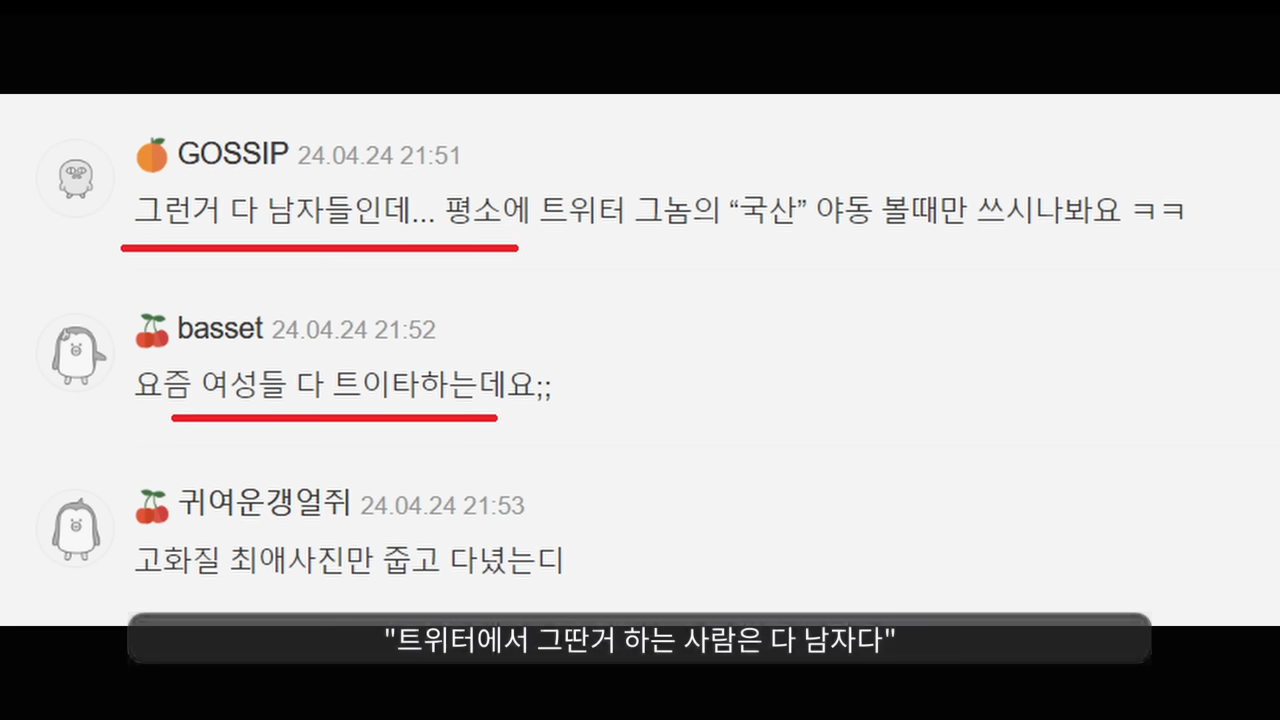 GOSSIP 24.04.24 21:51
그런거 다 남자들인데... 평소에 트위터 그놈의 “국산” 야동 볼때만 쓰시나봐요 ㅋㅋ
basset 24.04.24 21:52
요즘 여성들 다 트이타하는데요;;
귀여운갱얼쥐 24.04.24 21:53
고화질 최애사진만 줍고 다녔는디
"트위터에서 그딴거 하는 사람은 다 남자다"